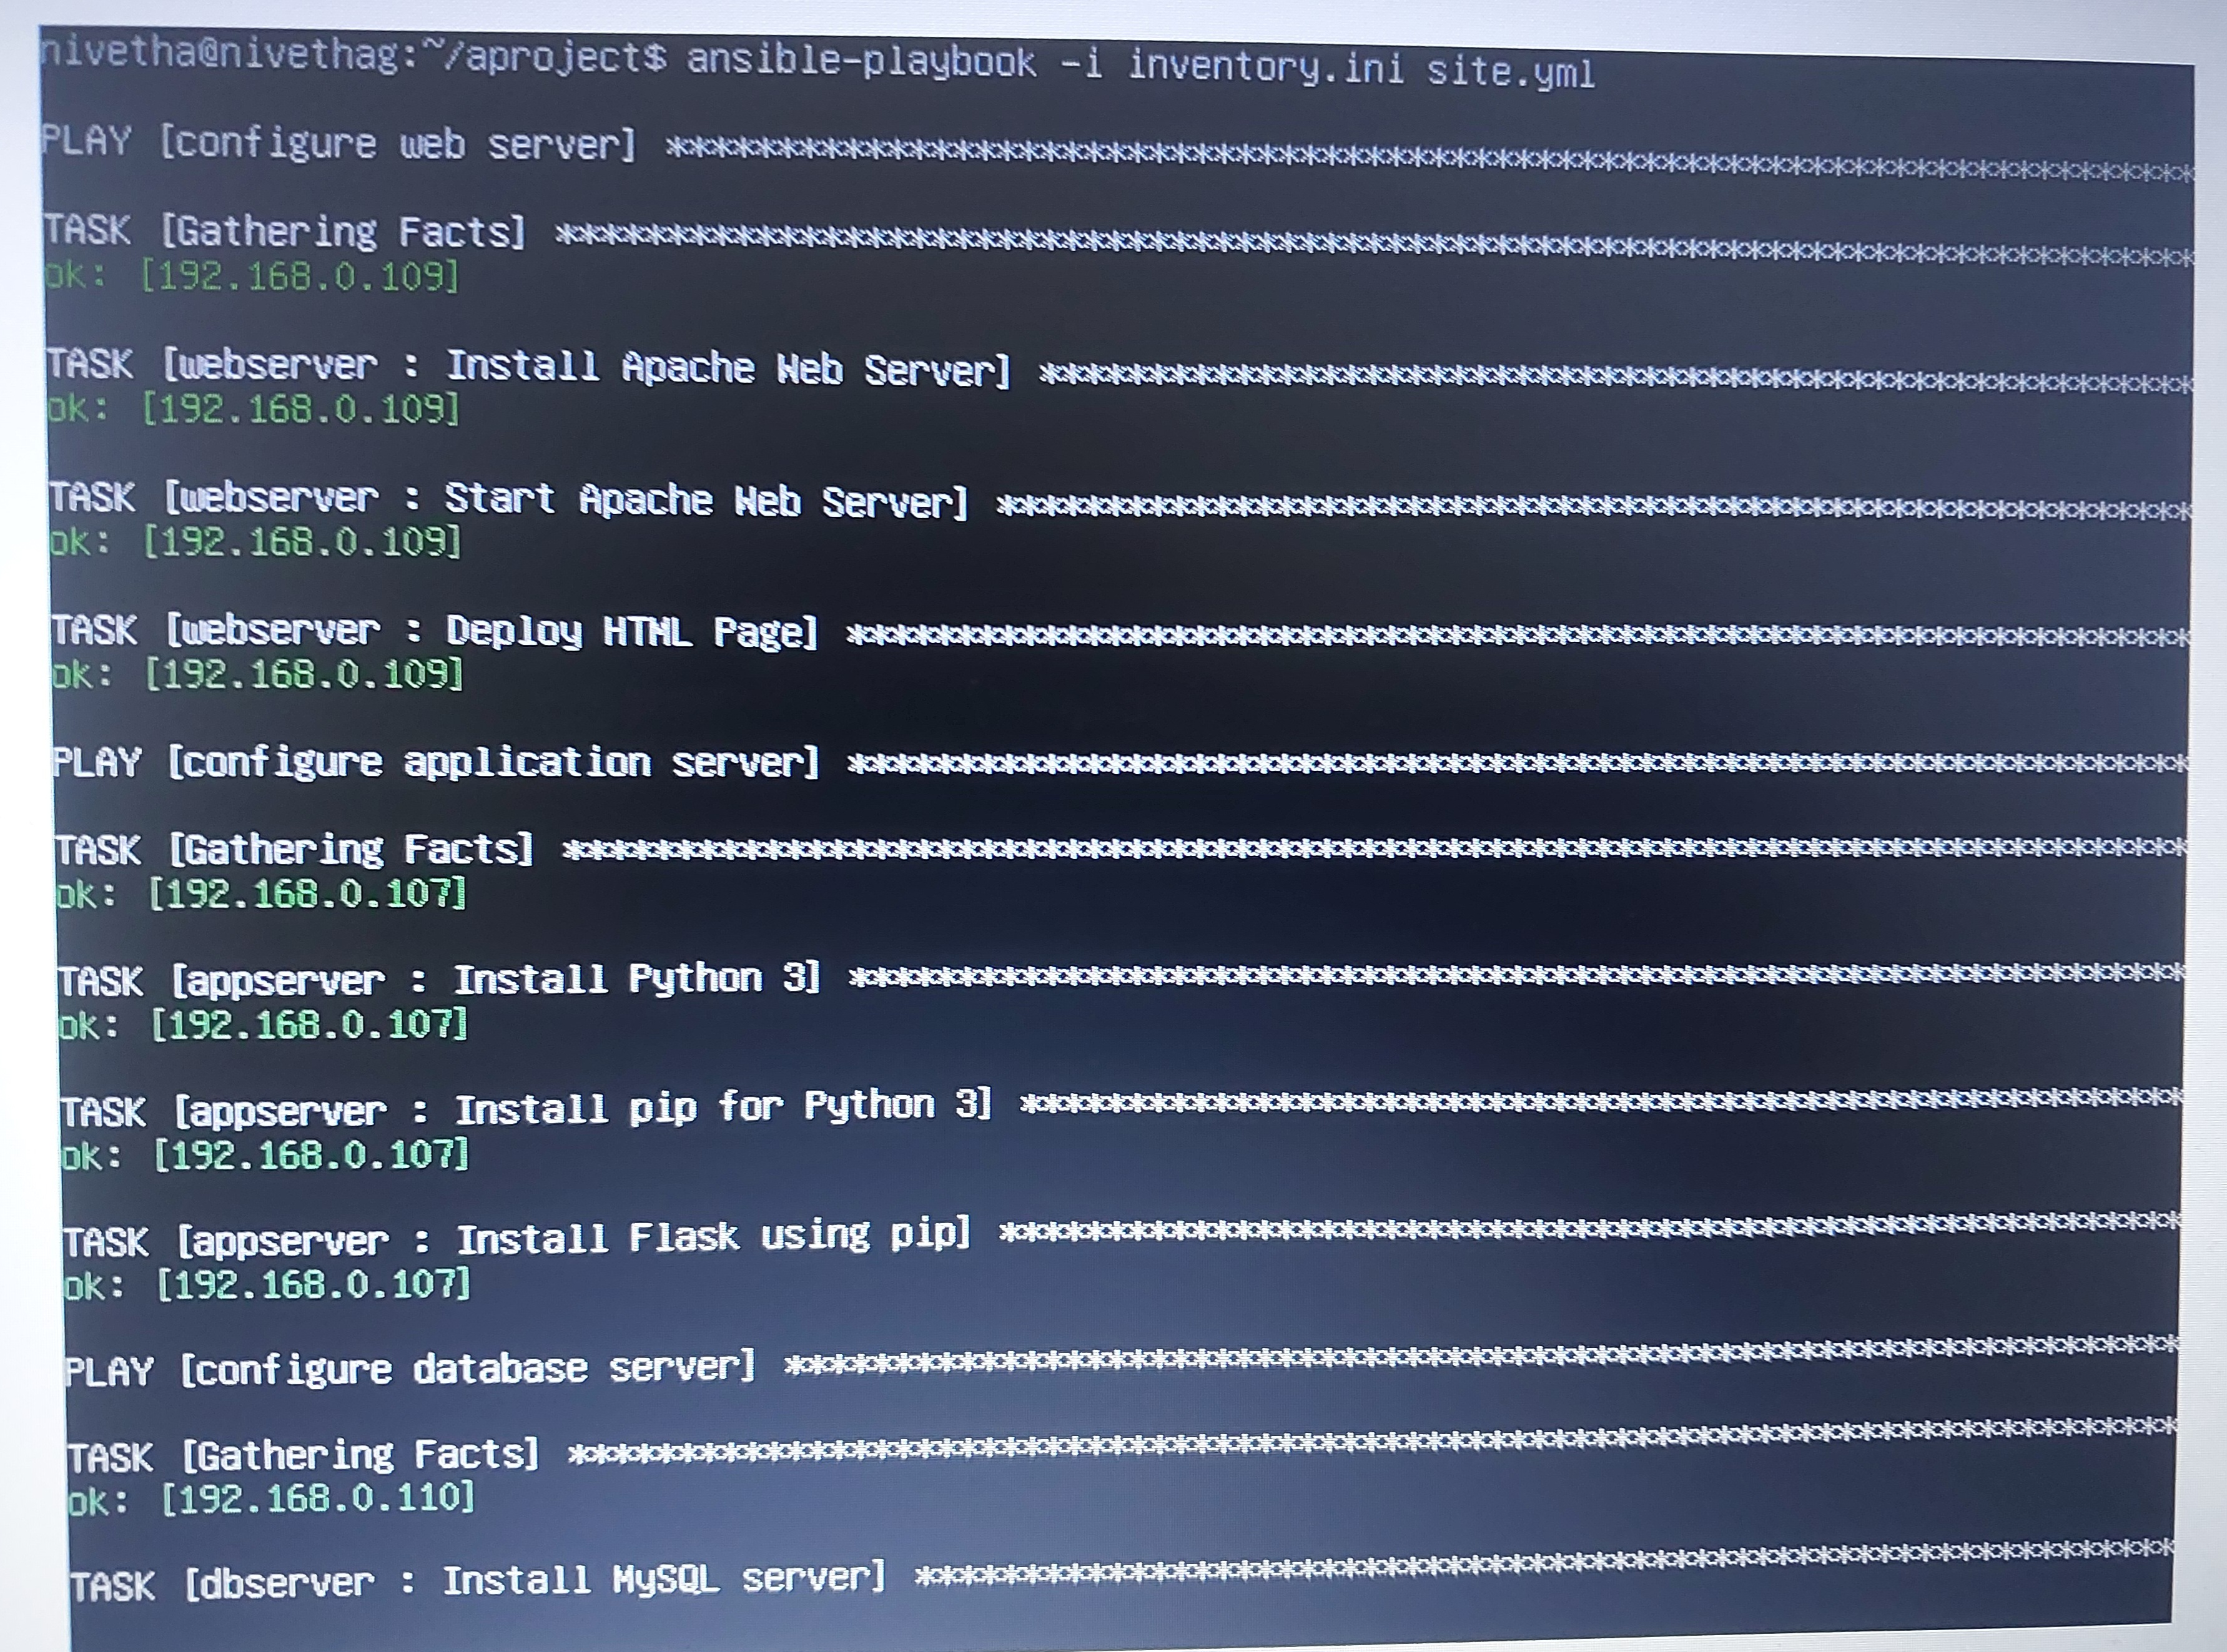 nivetha@nivethag:~/aproject$ ansible-playbook -i inventory.ini site.yml
PLAY [configure web server] ************************************************************************
TASK [Gathering Facts] *****************************************************************************
ok: [192.168.0.109]
TASK [webserver : Install Apache Web Server] *******************************************************
ok: [192.168.0.109]
TASK [webserver : Start Apache Web Server] *********************************************************
ok: [192.168.0.109]
TASK [webserver : Deploy HTML Page] ****************************************************************
ok: [192.168.0.109]
PLAY [configure application server] ****************************************************************
TASK [Gathering Facts] *****************************************************************************
ok: [192.168.0.107]
TASK [appserver : Install Python 3] ****************************************************************
ok: [192.168.0.107]
TASK [appserver : Install pip for Python 3] ********************************************************
ok: [192.168.0.107]
TASK [appserver : Install Flask using pip] *********************************************************
ok: [192.168.0.107]
PLAY [configure database server] *******************************************************************
TASK [Gathering Facts] *****************************************************************************
ok: [192.168.0.110]
TASK [dbserver : Install MySQL server] *************************************************************